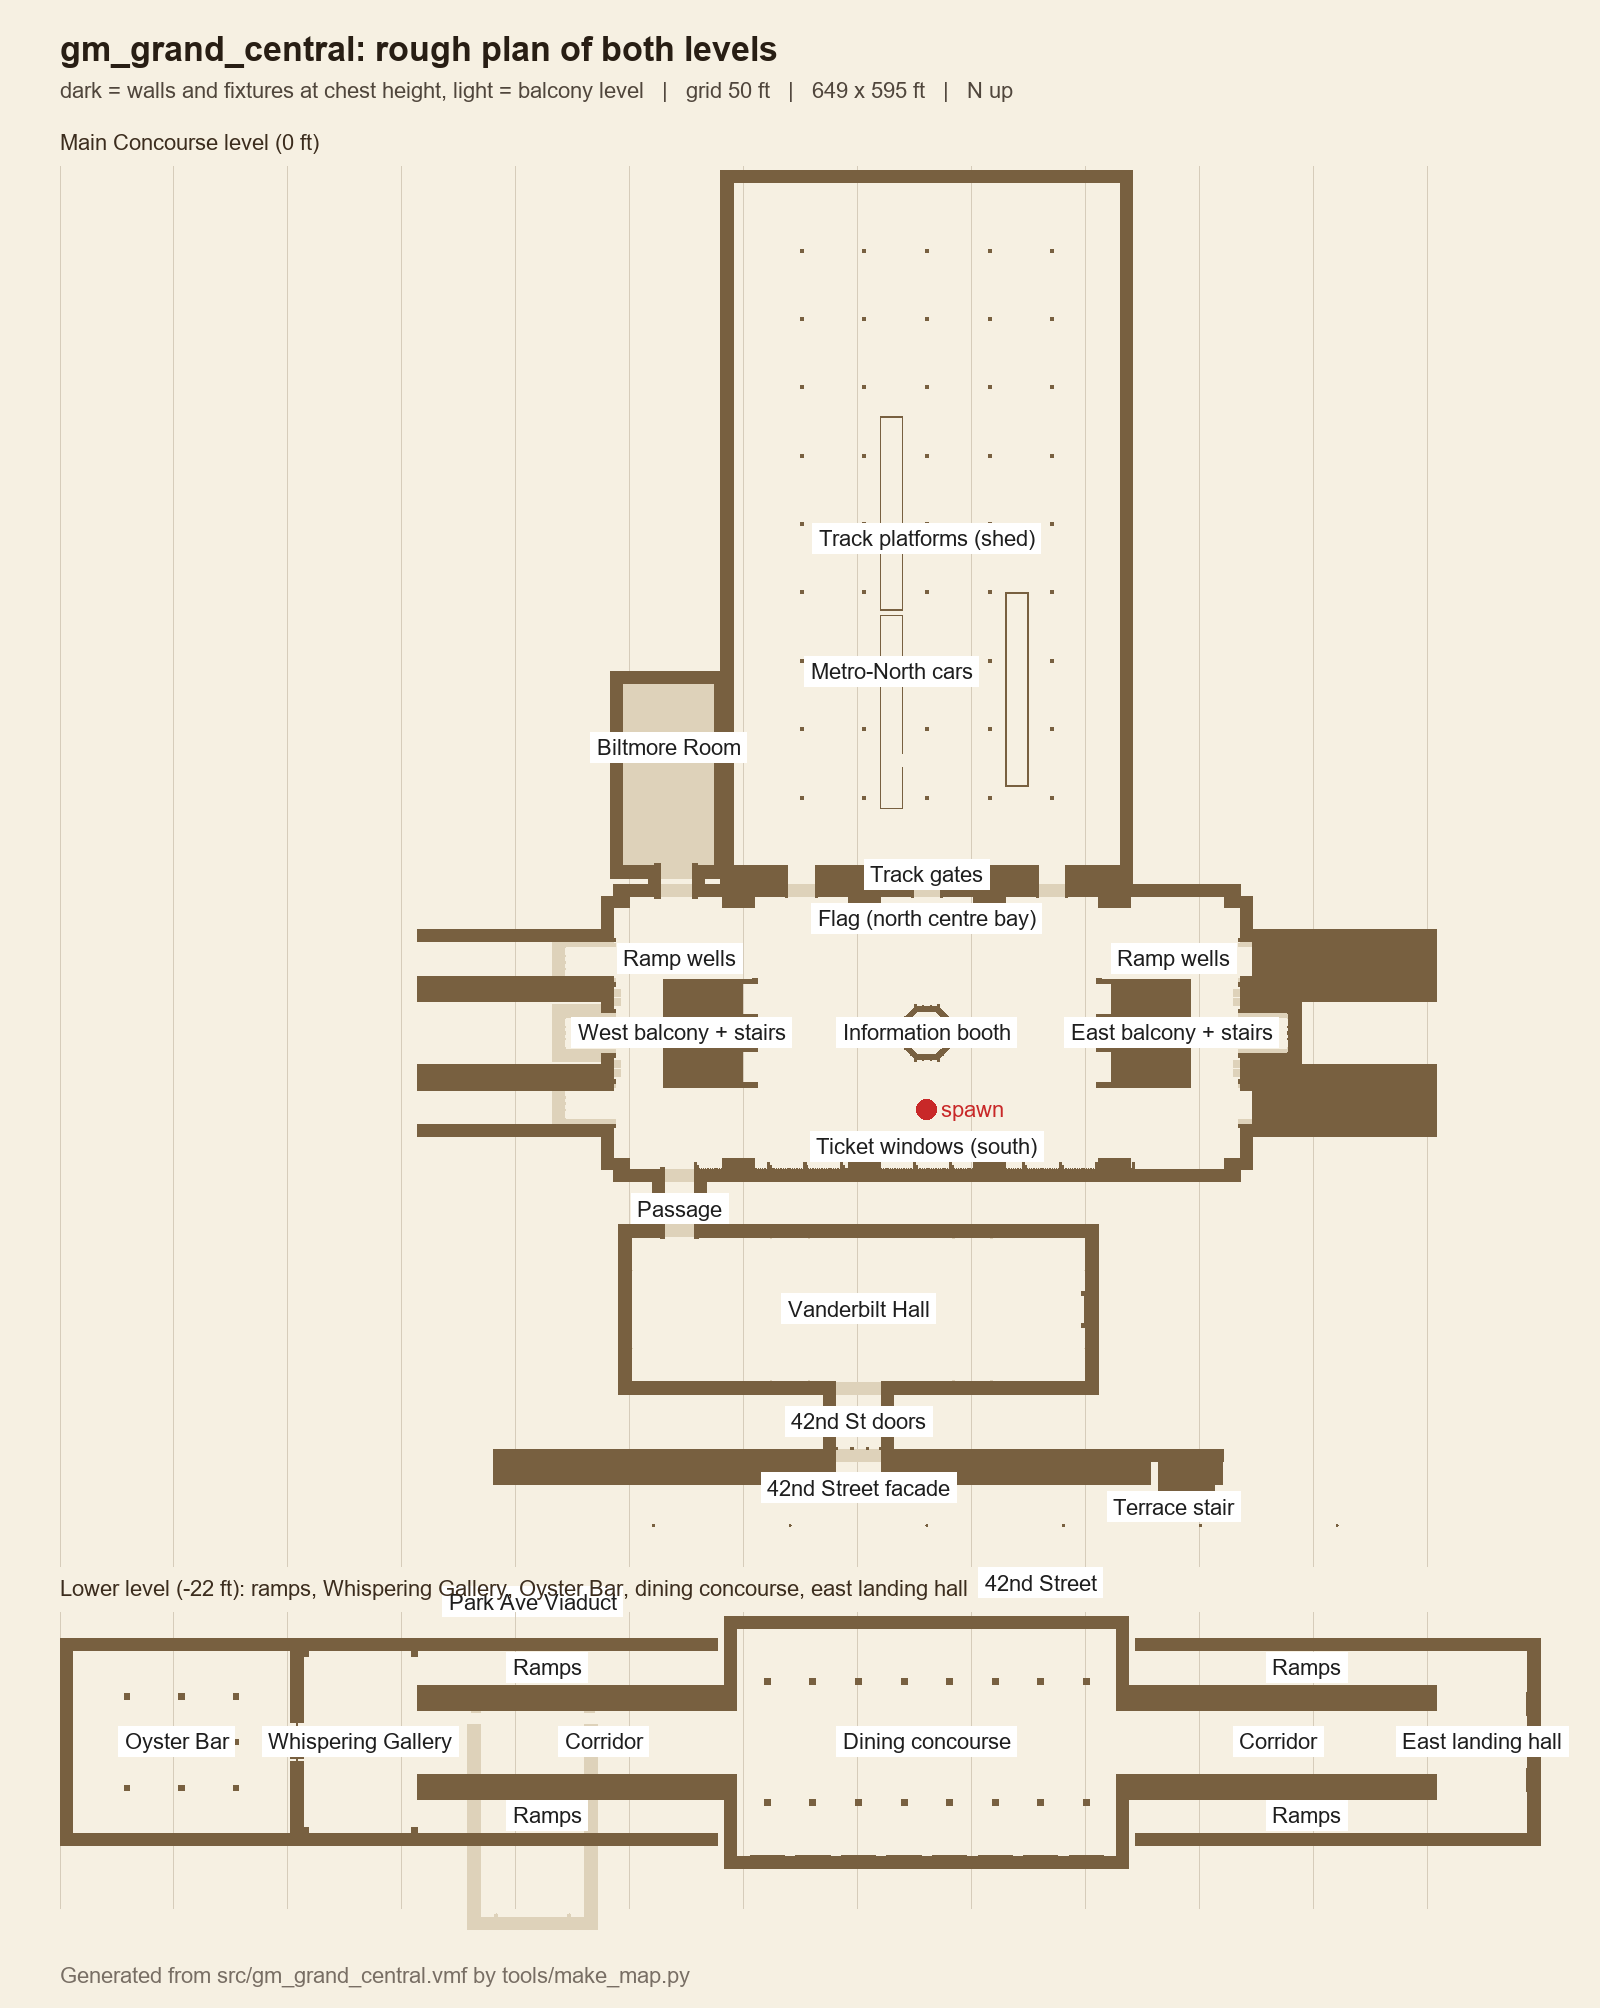 gm_grand_central: rough plan of both levels
dark = walls and fixtures at chest height, light = balcony level | grid 50 ft | 649 x 595 ft | N up
Main Concourse level (0 ft)
Track platforms (shed)
Metro-North cars
Biltmore Room
Track gates
Flag (north centre bay)
Ramp wells
Ramp wells
West balcony + stairs
Information booth
East balcony + stairs
spawn
Ticket windows (south)
Passage
Vanderbilt Hall
42nd St doors
42nd Street facade
Terrace stair
42nd Street
Lower level (-22 ft): ramps, Whispering Gallery, Oyster Bar, dining concourse, east landing hall
Park Ave Viaduct
Ramps
Ramps
Oyster Bar
Whispering Gallery
Corridor
Dining concourse
Corridor
East landing hall
Ramps
Ramps
Generated from src/gm_grand_central.vmf by tools/make_map.py